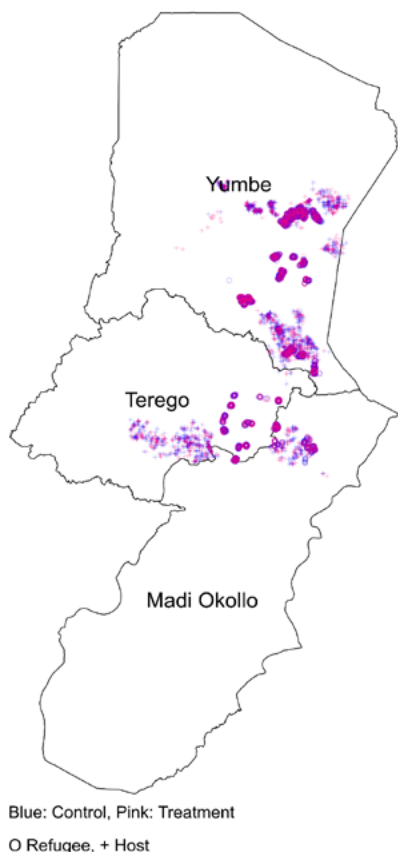 Yumbe
Terego
Madi Okollo
Blue: Control, Pink: Treatment
O Refugee, + Host